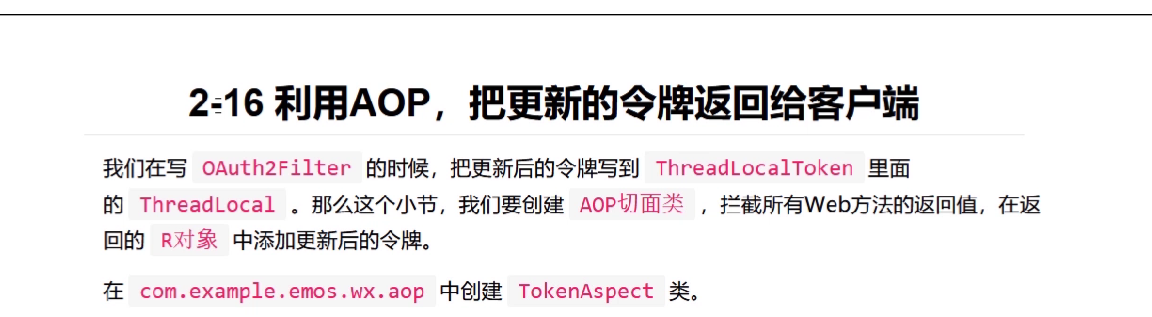 2-16 利用AOP，把更新的令牌返回给客户端
我们在写 OAuth2Filter 的时候，把更新后的令牌写到 ThreadLocalToken 里面
的 ThreadLocal 。那么这个小节，我们要创建 AOP切面类 ，拦截所有Web方法的返回值，在返
回的 R对象 中添加更新后的令牌。
在 com.example.emos.wx.aop 中创建 TokenAspect 类。